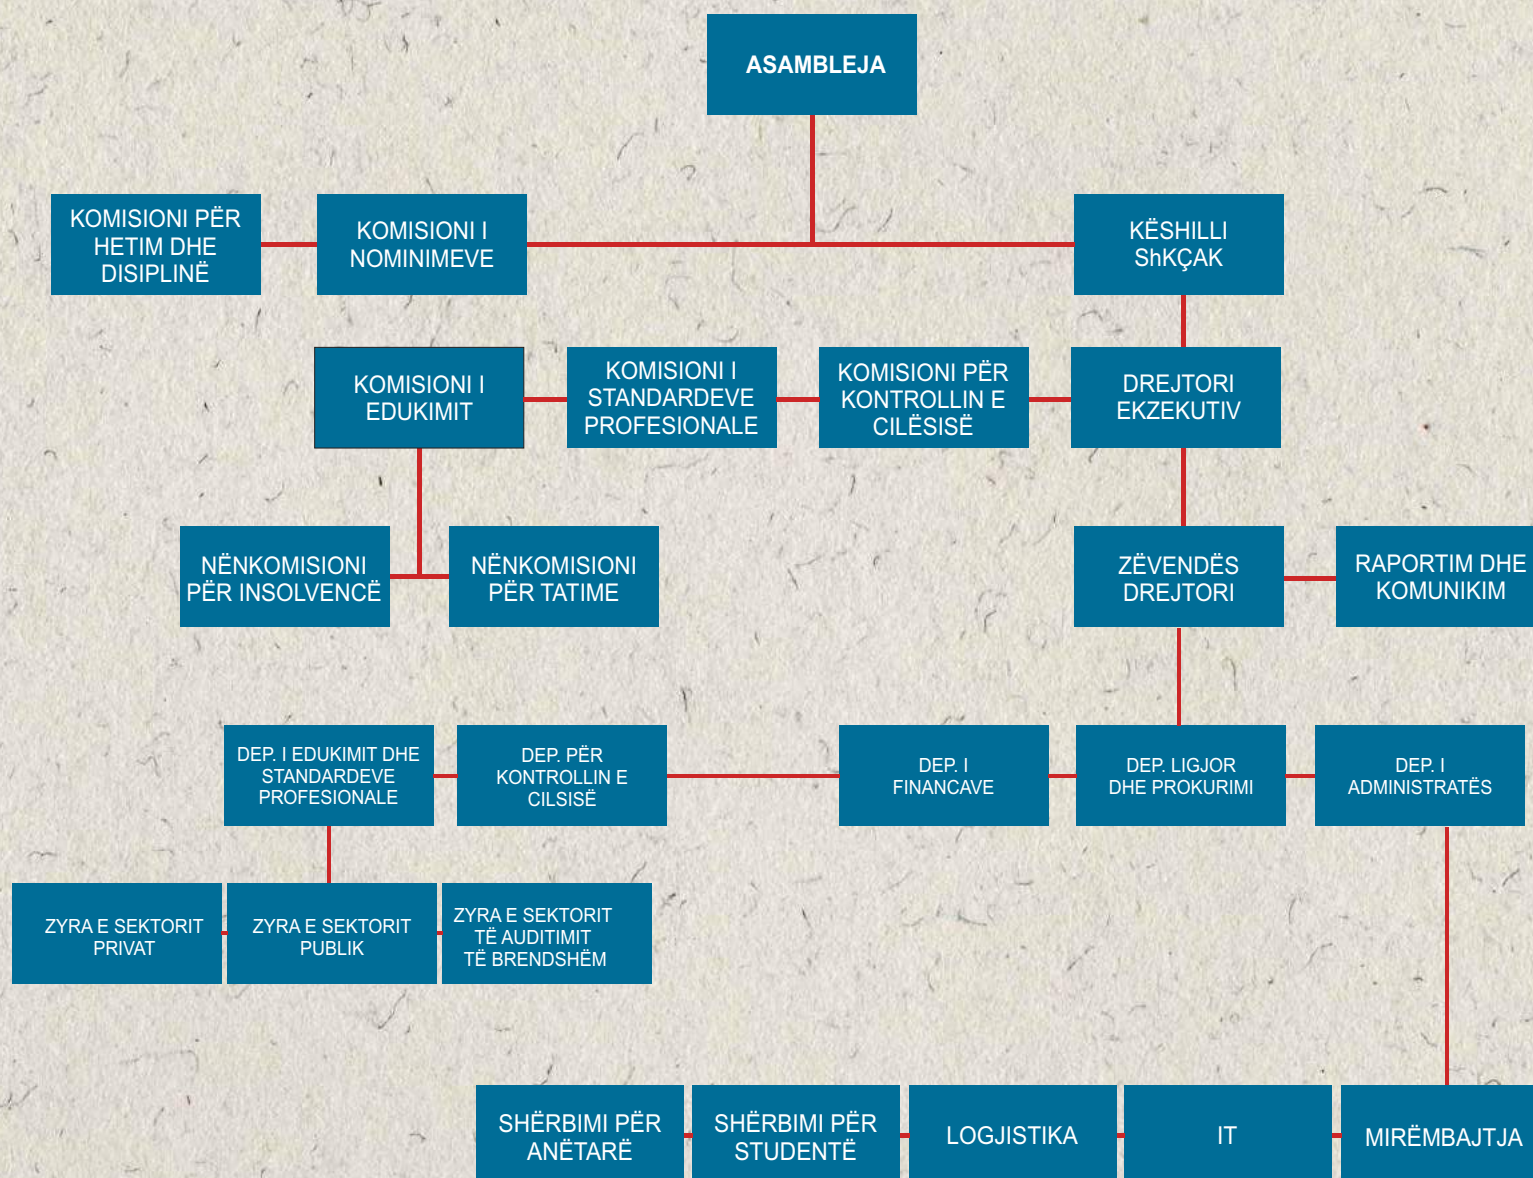 ASAMBLEJA
KOMISIONI PËR
HETIM DHE
DISIPLINË
KOMISIONI I
NOMINIMEVE
KËSHILLI
ShKÇAK
KOMISIONI I
EDUKIMIT
KOMISIONI I
STANDARDEVE
PROFESIONALE
KOMISIONI PËR
KONTROLLIN E
CILËSISË
DREJTORI
EKZEKUTIV
NËNKOMISIONI
PËR INSOLVENCË
NËNKOMISIONI
PËR TATIME
ZËVENDËS
DREJTORI
RAPORTIM DHE
KOMUNIKIM
DEP. I EDUKIMIT DHE
STANDARDEVE
PROFESIONALE
DEP. PËR
KONTROLLIN E
CILSISË
DEP. I
FINANCAVE
DEP. LIGJOR
DHE PROKURIMI
DEP. I
ADMINISTRATËS
ZYRA E SEKTORIT
PRIVAT
ZYRA E SEKTORIT
PUBLIK
ZYRA E SEKTORIT
TË AUDITIMIT
TË BRENDSHËM
SHËRBIMI PËR
ANËTARË
SHËRBIMI PËR
STUDENTË
LOGJISTIKA
IT
MIRËMBAJTJA